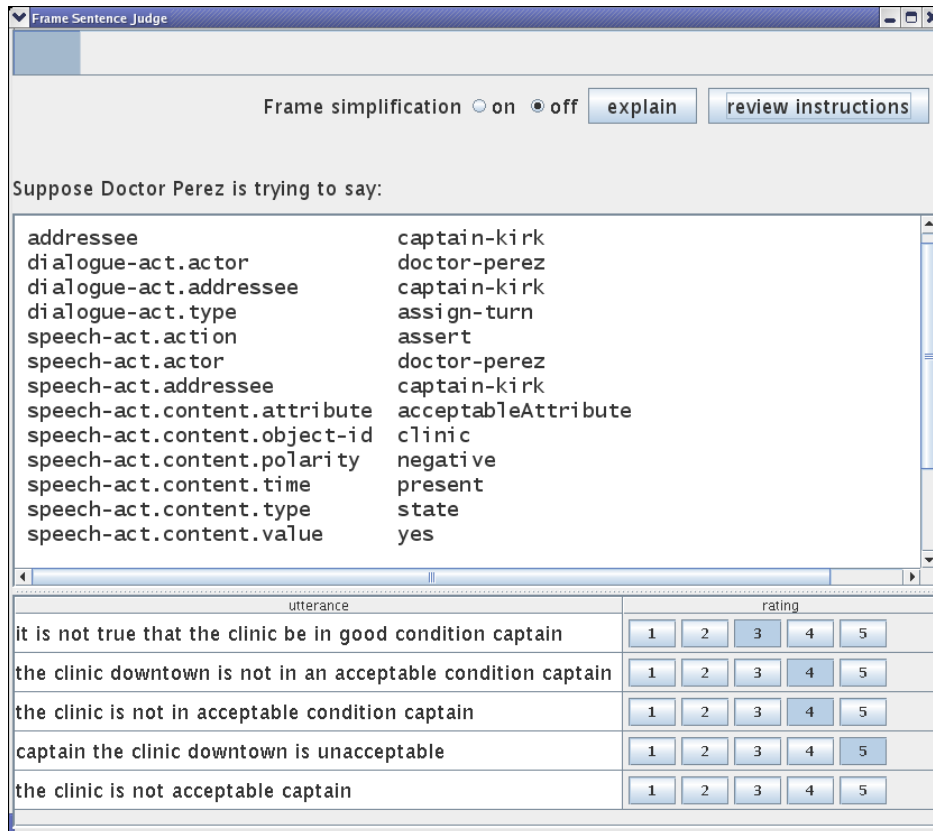 Frame Sentence Judge
Frame simplification on off explain review instructions
Suppose Doctor Perez is trying to say:
addressee captain-kirk
dialogue-act.actor doctor-perez
dialogue-act.addressee captain-kirk
dialogue-act.type assign-turn
speech-act.action assert
speech-act.actor doctor-perez
speech-act.addressee captain-kirk
speech-act.content.attribute acceptableAttribute
speech-act.content.object-id clinic
speech-act.content.polarity negative
speech-act.content.time present
speech-act.content.type state
speech-act.content.value yes
utterance rating
it is not true that the clinic be in good condition captain 1 2 3 4 5
the clinic downtown is not in an acceptable condition captain 1 2 3 4 5
the clinic is not in acceptable condition captain 1 2 3 4 5
captain the clinic downtown is unacceptable 1 2 3 4 5
the clinic is not acceptable captain 1 2 3 4 5